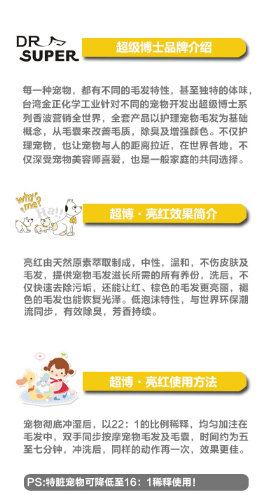 DR
SUPER
超级博士品牌介绍
每一种宠物，都有不同的毛发特性，甚至独特的体味，
台湾金正化学工业针对不同的宠物开发出超级博士系
列香波营销全世界，全套产品以护理宠物毛发为基础
概念，从毛囊来改善毛质，除臭及增强颜色。不仅护
理宠物，也让宠物与人的距离拉近，在世界各地，不
仅深受宠物美容师喜爱，也是一般家庭的共同选择。
why's me?
超博·亮红效果简介
亮红由天然原素萃取制成，中性，温和，不伤皮肤及
毛发，提供宠物毛发滋长所需的所有养份，洗后，不
仅快速去除污垢，还能让红、棕色的毛发更亮丽，褪
色的毛发也能恢复光泽。低泡沫特性，与世界环保潮
流同步，有效除臭，芳香持续。
超博·亮红使用方法
宠物彻底冲湿后，以22：1的比例稀释，均匀加注在
毛发中，双手同步按摩宠物毛发及毛囊，时间约为五
至七分钟，冲洗后，同样的动作再一次，效果更佳。
PS:特脏宠物可降低至16：1稀释使用！